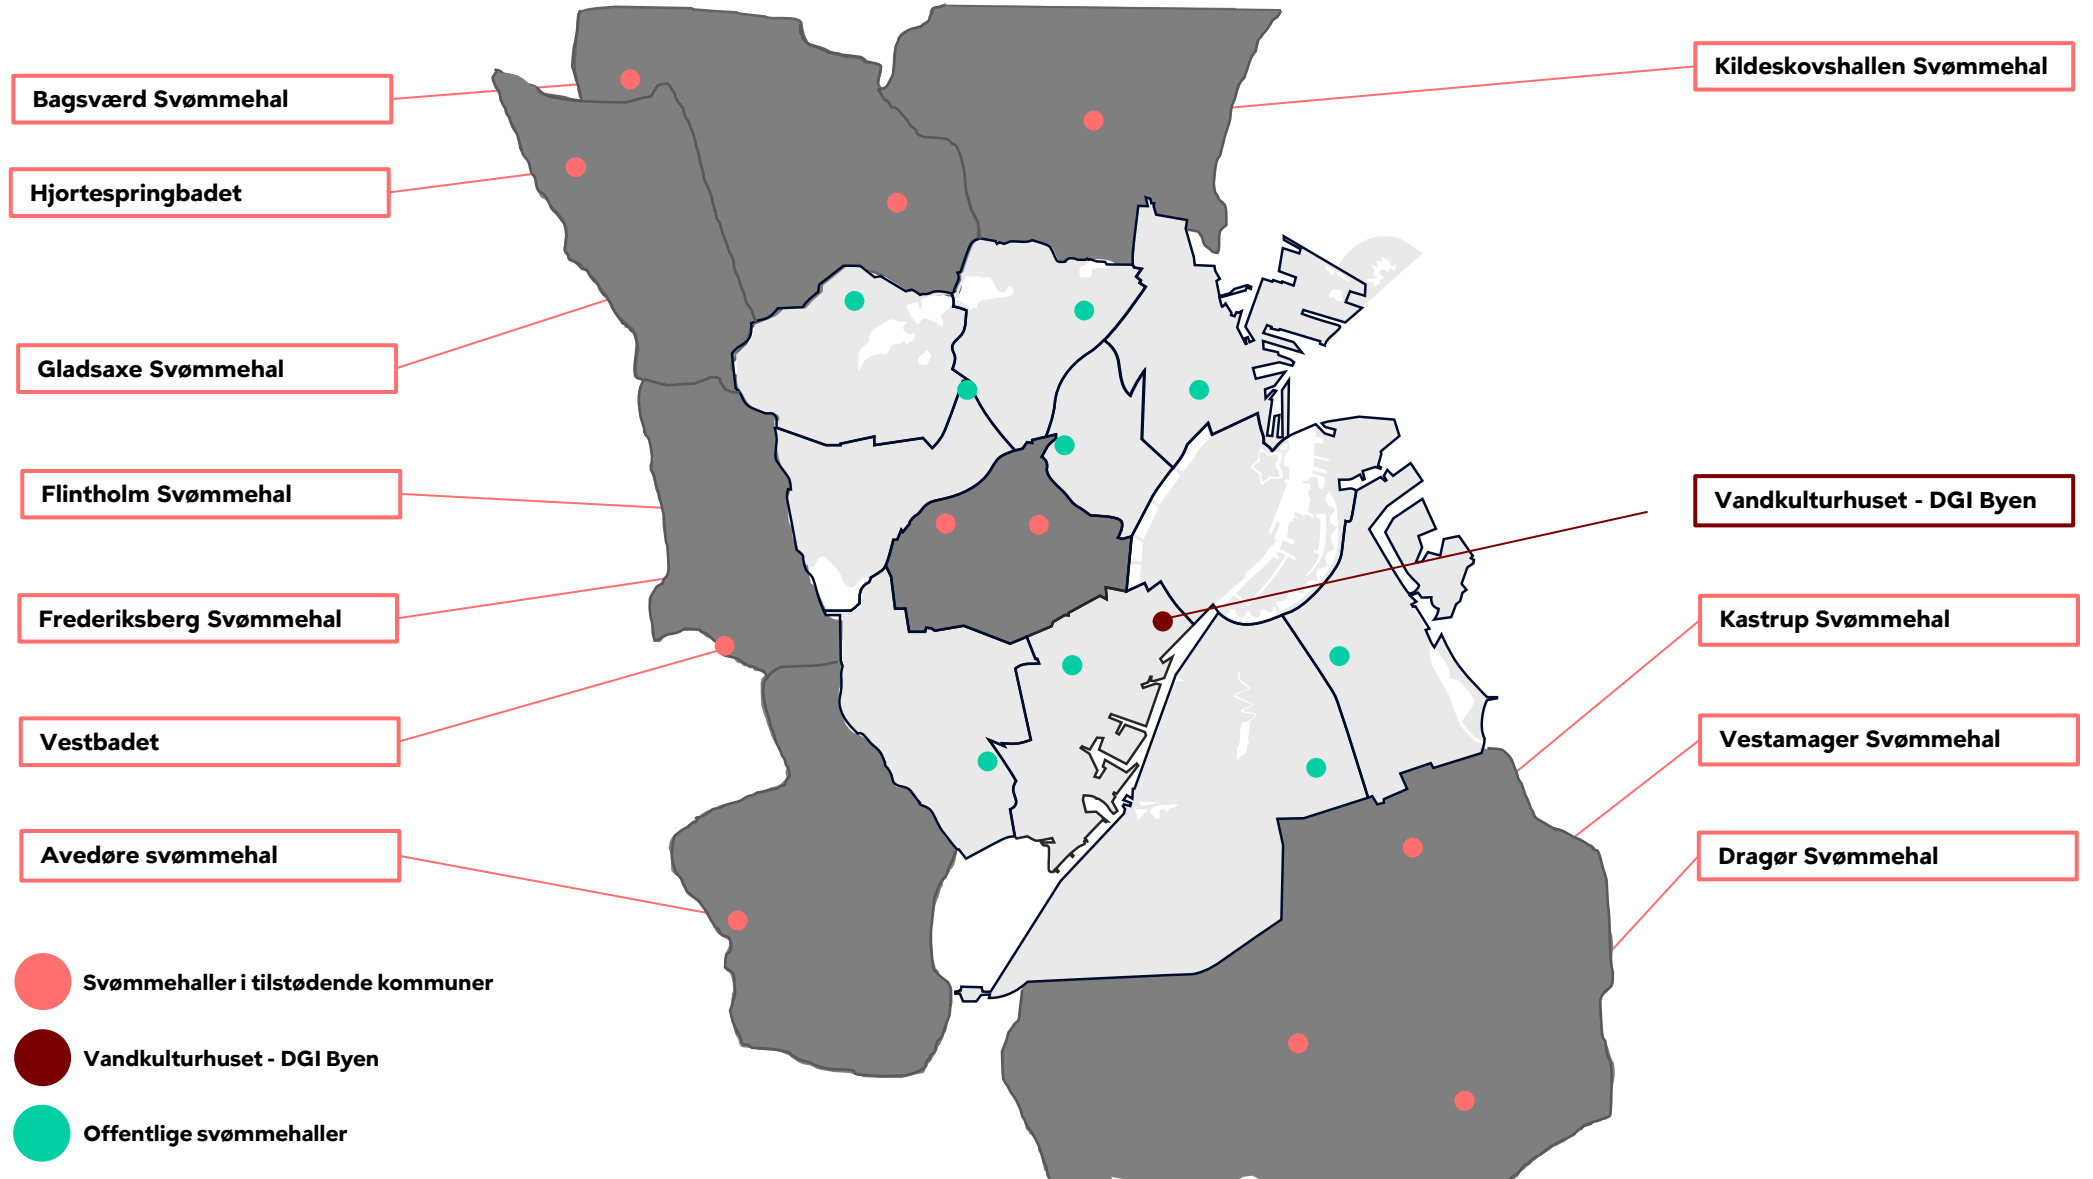 Bagsværd Svømmehal
Hjortespringbadet
Gladsaxe Svømmehal
Flintholm Svømmehal
Frederiksberg Svømmehal
Vestbadet
Avedøre svømmehal
Svømmehaller i tilstødende kommuner
Vandkulturhuset - DGI Byen
Offentlige svømmehaller
Kildeskovshallen Svømmehal
Vandkulturhuset - DGI Byen
Kastrup Svømmehal
Vestamager Svømmehal
Dragør Svømmehal